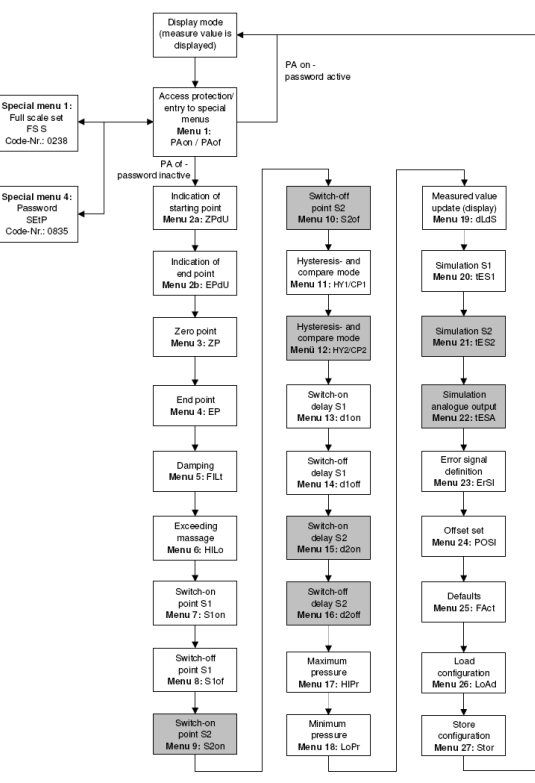 Display mode
(measure value is
displayed)
PA on -
password active
Access protection/
entry to special
menus
Menu 1:
PAon / PAof
Special menu 1:
Full scale set
FS S
Code-Nr.: 0238
PA of -
password inactive
Special menu 4:
Password
SEtP
Code-Nr.: 0835
Indication of
starting point
Menu 2a: ZPdU
Indication of
end point
Menu 2b: EPdU
Zero point
Menu 3: ZP
End point
Menu 4: EP
Damping
Menu 5: FILt
Exceeding
massage
Menu 6: HILo
Switch-on
point S1
Menu 7: S1on
Switch-off
point S1
Menu 8: S1of
Switch-on
point S2
Menu 9: S2on
Switch-off
point S2
Menu 10: S2of
Hysteresis- and
compare mode
Menu 11: HY1/CP1
Hysteresis- and
compare mode
Menü 12: HY2/CP2
Switch-on
delay S1
Menu 13: d1on
Switch-off
delay S1
Menu 14: d1off
Switch-on
delay S2
Menu 15: d2on
Switch-off
delay S2
Menu 16: d2off
Maximum
pressure
Menu 17: HIPr
Minimum
pressure
Menu 18: LoPr
Measured value
update (display)
Menu 19: dLdS
Simulation S1
Menu 20: tES1
Simulation S2
Menu 21: tES2
Simulation
analogue output
Menu 22: tESA
Error signal
definition
Menu 23: ErSI
Offset set
Menu 24: POSI
Defaults
Menu 25: FAct
Load
configuration
Menu 26: LoAd
Store
configuration
Menu 27: Stor